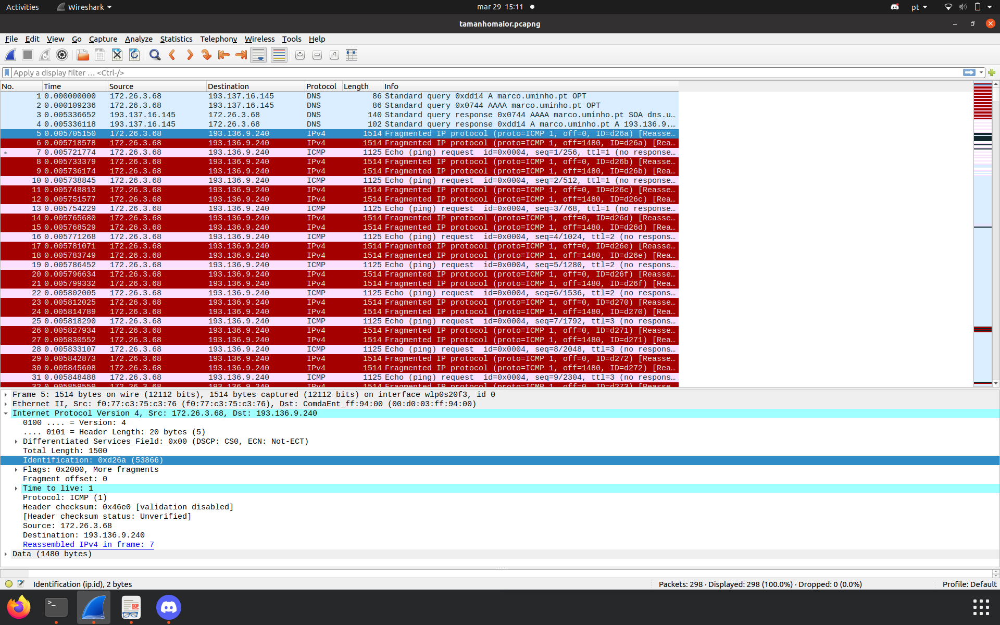 Activities Wireshark mar 29 15:11 pt
tamanhomaior.pcapng
File Edit View Go Capture Analyze Statistics Telephony Wireless Tools Help
Apply a display filter … <Ctrl-/>
No. Time Source Destination Protocol Length Info
1 0.000000000 172.26.3.68 193.137.16.145 DNS 86 Standard query 0xdd14 A marco.uminho.pt OPT
2 0.000109236 172.26.3.68 193.137.16.145 DNS 86 Standard query 0x0744 AAAA marco.uminho.pt OPT
3 0.005336652 193.137.16.145 172.26.3.68 DNS 140 Standard query response 0x0744 AAAA marco.uminho.pt SOA dns.u…
4 0.005336118 193.137.16.145 172.26.3.68 DNS 102 Standard query response 0xdd14 A marco.uminho.pt A 193.136.9.…
5 0.005705150 172.26.3.68 193.136.9.240 IPv4 1514 Fragmented IP protocol (proto=ICMP 1, off=0, ID=d26a) [Reasse…
6 0.005718578 172.26.3.68 193.136.9.240 IPv4 1514 Fragmented IP protocol (proto=ICMP 1, off=1480, ID=d26a) [Rea…
7 0.005721774 172.26.3.68 193.136.9.240 ICMP 1125 Echo (ping) request id=0x0004, seq=1/256, ttl=1 (no response…
8 0.005733379 172.26.3.68 193.136.9.240 IPv4 1514 Fragmented IP protocol (proto=ICMP 1, off=0, ID=d26b) [Reasse…
9 0.005736174 172.26.3.68 193.136.9.240 IPv4 1514 Fragmented IP protocol (proto=ICMP 1, off=1480, ID=d26b) [Rea…
10 0.005738845 172.26.3.68 193.136.9.240 ICMP 1125 Echo (ping) request id=0x0004, seq=2/512, ttl=1 (no response…
11 0.005748813 172.26.3.68 193.136.9.240 IPv4 1514 Fragmented IP protocol (proto=ICMP 1, off=0, ID=d26c) [Reasse…
12 0.005751577 172.26.3.68 193.136.9.240 IPv4 1514 Fragmented IP protocol (proto=ICMP 1, off=1480, ID=d26c) [Rea…
13 0.005754229 172.26.3.68 193.136.9.240 ICMP 1125 Echo (ping) request id=0x0004, seq=3/768, ttl=1 (no response…
14 0.005765680 172.26.3.68 193.136.9.240 IPv4 1514 Fragmented IP protocol (proto=ICMP 1, off=0, ID=d26d) [Reasse…
15 0.005768529 172.26.3.68 193.136.9.240 IPv4 1514 Fragmented IP protocol (proto=ICMP 1, off=1480, ID=d26d) [Rea…
16 0.005771268 172.26.3.68 193.136.9.240 ICMP 1125 Echo (ping) request id=0x0004, seq=4/1024, ttl=2 (no respons…
17 0.005781071 172.26.3.68 193.136.9.240 IPv4 1514 Fragmented IP protocol (proto=ICMP 1, off=0, ID=d26e) [Reasse…
18 0.005783749 172.26.3.68 193.136.9.240 IPv4 1514 Fragmented IP protocol (proto=ICMP 1, off=1480, ID=d26e) [Rea…
19 0.005786452 172.26.3.68 193.136.9.240 ICMP 1125 Echo (ping) request id=0x0004, seq=5/1280, ttl=2 (no respons…
20 0.005796634 172.26.3.68 193.136.9.240 IPv4 1514 Fragmented IP protocol (proto=ICMP 1, off=0, ID=d26f) [Reasse…
21 0.005799332 172.26.3.68 193.136.9.240 IPv4 1514 Fragmented IP protocol (proto=ICMP 1, off=1480, ID=d26f) [Rea…
22 0.005802005 172.26.3.68 193.136.9.240 ICMP 1125 Echo (ping) request id=0x0004, seq=6/1536, ttl=2 (no respons…
23 0.005812025 172.26.3.68 193.136.9.240 IPv4 1514 Fragmented IP protocol (proto=ICMP 1, off=0, ID=d270) [Reasse…
24 0.005814789 172.26.3.68 193.136.9.240 IPv4 1514 Fragmented IP protocol (proto=ICMP 1, off=1480, ID=d270) [Rea…
25 0.005818290 172.26.3.68 193.136.9.240 ICMP 1125 Echo (ping) request id=0x0004, seq=7/1792, ttl=3 (no respons…
26 0.005827934 172.26.3.68 193.136.9.240 IPv4 1514 Fragmented IP protocol (proto=ICMP 1, off=0, ID=d271) [Reasse…
27 0.005830552 172.26.3.68 193.136.9.240 IPv4 1514 Fragmented IP protocol (proto=ICMP 1, off=1480, ID=d271) [Rea…
28 0.005833107 172.26.3.68 193.136.9.240 ICMP 1125 Echo (ping) request id=0x0004, seq=8/2048, ttl=3 (no respons…
29 0.005842873 172.26.3.68 193.136.9.240 IPv4 1514 Fragmented IP protocol (proto=ICMP 1, off=0, ID=d272) [Reasse…
30 0.005845608 172.26.3.68 193.136.9.240 IPv4 1514 Fragmented IP protocol (proto=ICMP 1, off=1480, ID=d272) [Rea…
31 0.005848488 172.26.3.68 193.136.9.240 ICMP 1125 Echo (ping) request id=0x0004, seq=9/2304, ttl=3 (no respons…
32 0.005859559 172.26.3.68 193.136.9.240 IPv4 1514 Fragmented IP protocol (proto=ICMP 1, off=0, ID=d273) [Reasse…
Frame 5: 1514 bytes on wire (12112 bits), 1514 bytes captured (12112 bits) on interface wlp0s20f3, id 0
Ethernet II, Src: f0:77:c3:75:c3:76 (f0:77:c3:75:c3:76), Dst: ComdaEnt_ff:94:00 (00:d0:03:ff:94:00)
Internet Protocol Version 4, Src: 172.26.3.68, Dst: 193.136.9.240
0100 .... = Version: 4
.... 0101 = Header Length: 20 bytes (5)
Differentiated Services Field: 0x00 (DSCP: CS0, ECN: Not-ECT)
Total Length: 1500
Identification: 0xd26a (53866)
Flags: 0x2000, More fragments
Fragment offset: 0
Time to live: 1
Protocol: ICMP (1)
Header checksum: 0x46e0 [validation disabled]
[Header checksum status: Unverified]
Source: 172.26.3.68
Destination: 193.136.9.240
Reassembled IPv4 in frame: 7
Data (1480 bytes)
Identification (ip.id), 2 bytes Packets: 298 · Displayed: 298 (100.0%) · Dropped: 0 (0.0%) Profile: Default